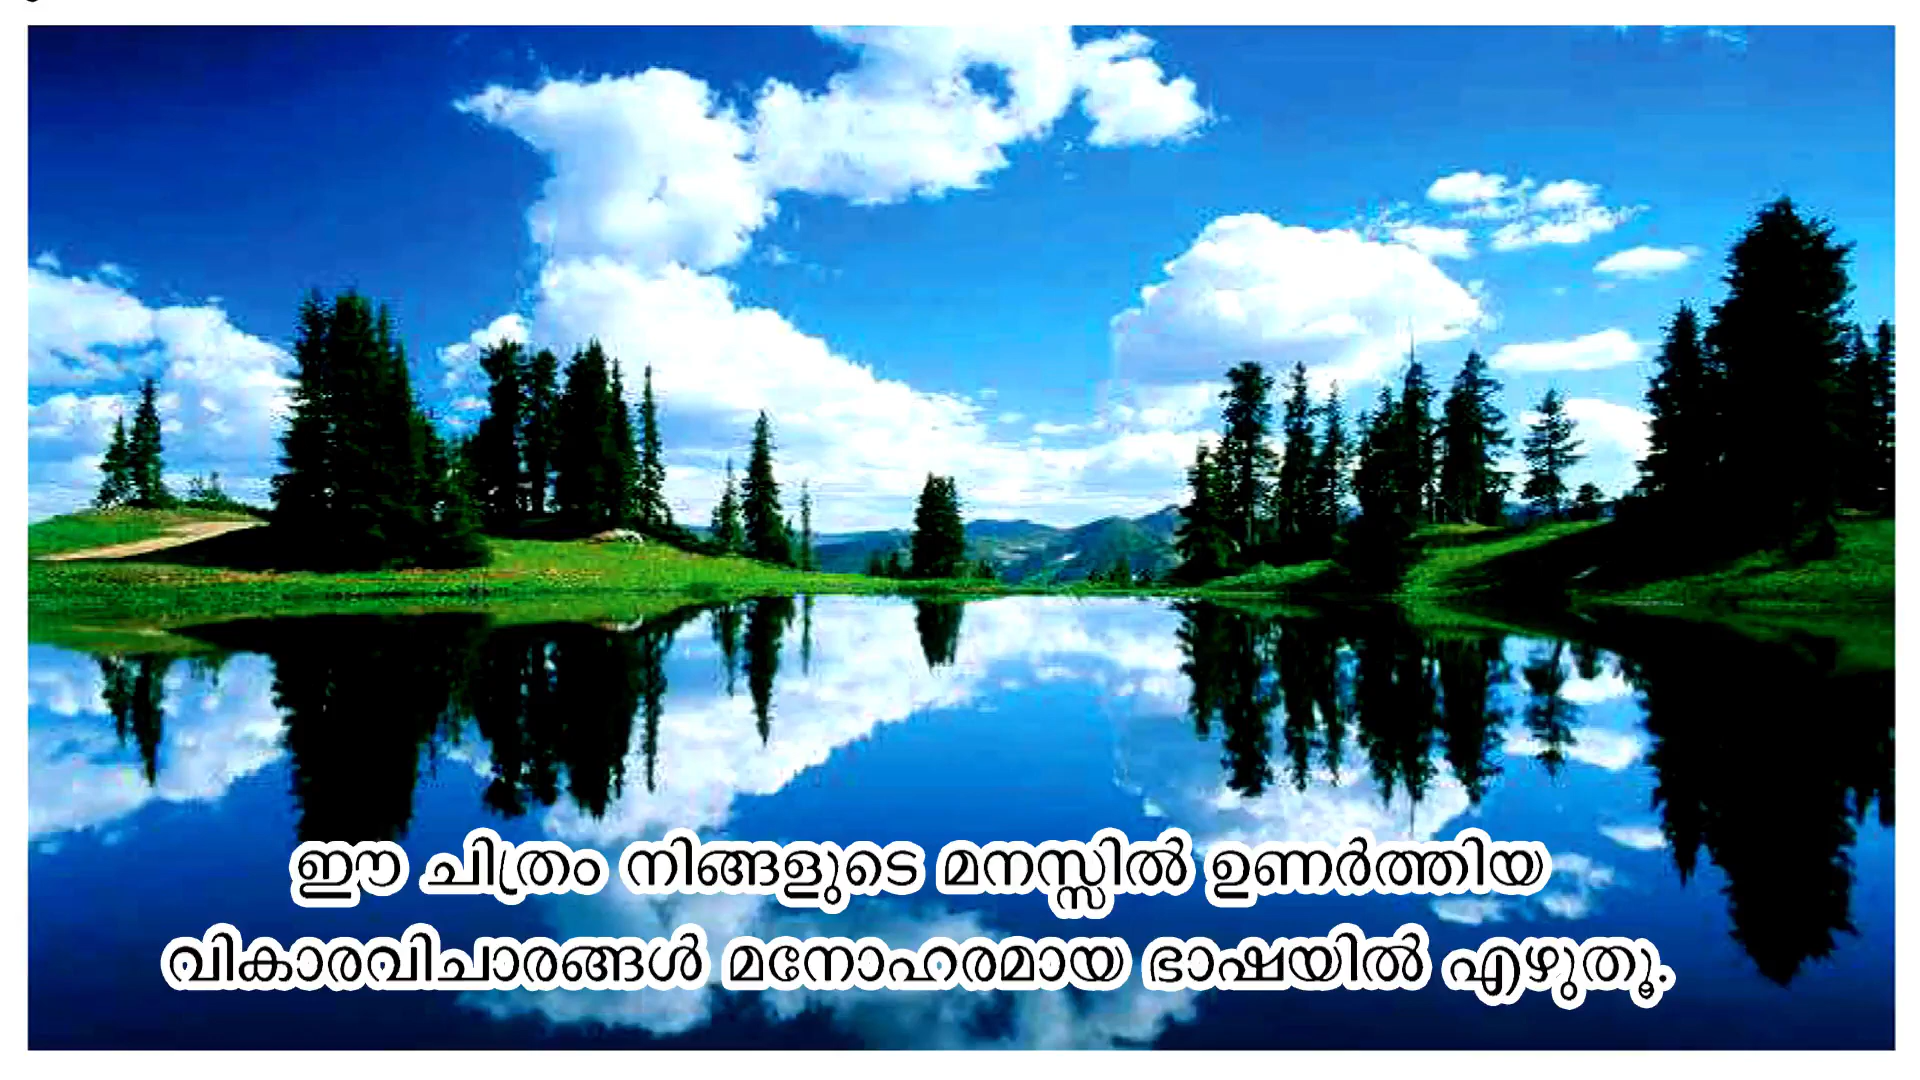 ഈ ചിത്രം നിങ്ങളുടെ മനസ്സിൽ ഉണർത്തിയ
വികാരവിചാരങ്ങൾ മനോഹരമായ ഭാഷയിൽ എഴുതൂ.